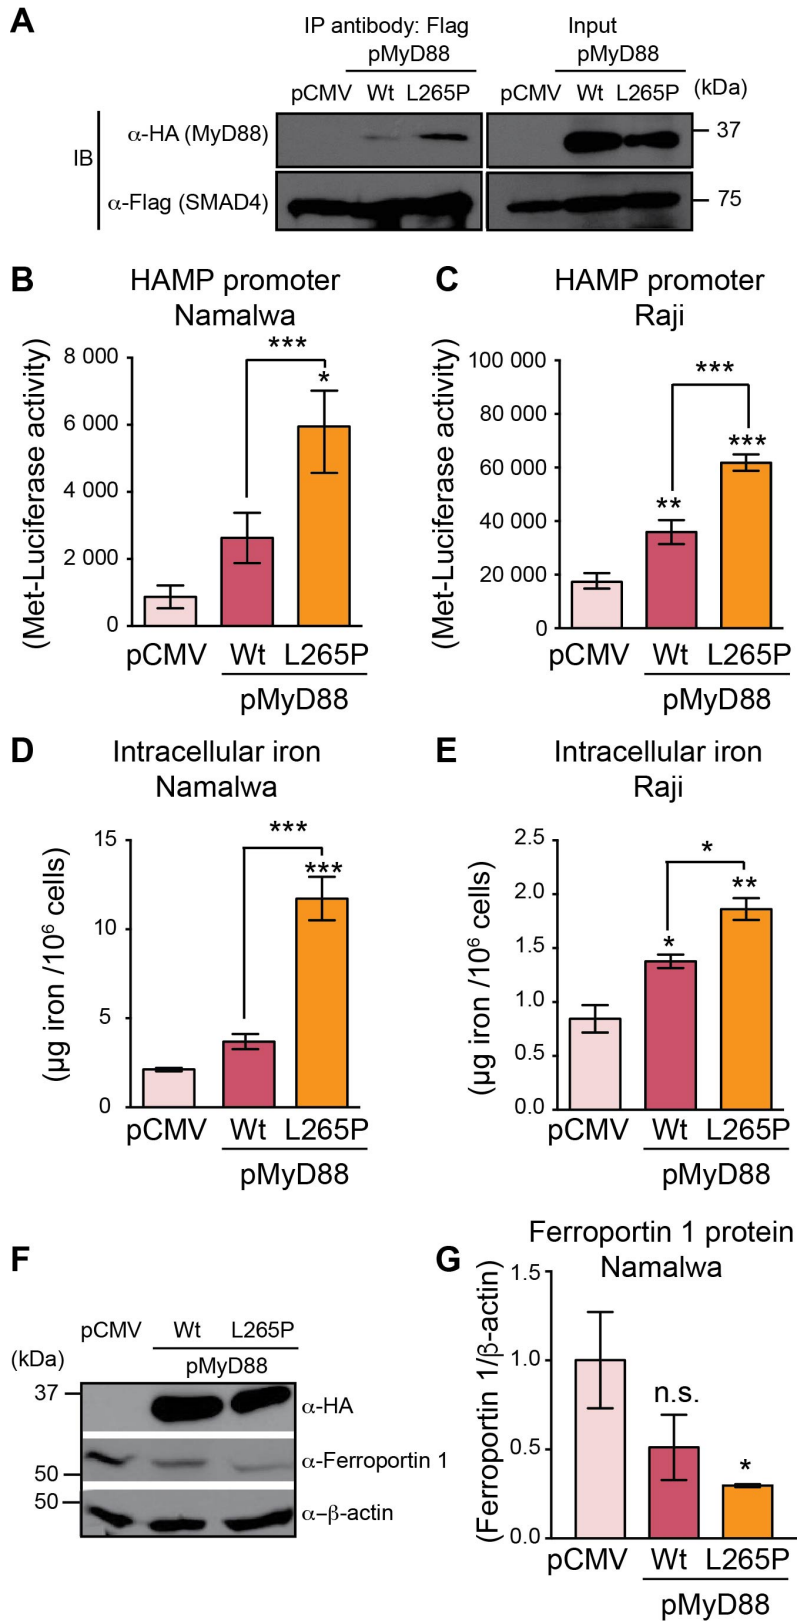 A
IP antibody: Flag
Input
pMyD88
pMyD88
pCMV Wt L265P
pCMV Wt L265P
(kDa)
IB
α-HA (MyD88)
37
α-Flag (SMAD4)
75
B
HAMP promoter
Namalwa
(Met-Luciferase activity)
8 000
6 000
4 000
2 000
0
***
*
pCMV Wt L265P
pMyD88
C
HAMP promoter
Raji
(Met-Luciferase activity)
100 000
80 000
60 000
40 000
20 000
0
***
***
**
pCMV Wt L265P
pMyD88
D
Intracellular iron
Namalwa
(µg iron /10⁶ cells)
15
10
5
0
***
***
pCMV Wt L265P
pMyD88
E
Intracellular iron
Raji
(µg iron /10⁶ cells)
2.5
2.0
1.5
1.0
0.5
0.0
*
**
*
pCMV Wt L265P
pMyD88
F
pCMV Wt L265P
(kDa)
pMyD88
37
α-HA
α-Ferroportin 1
50
50
α–β-actin
G
Ferroportin 1 protein
Namalwa
(Ferroportin 1/β-actin)
1.5
1.0
0.5
0.0
n.s.
*
pCMV Wt L265P
pMyD88